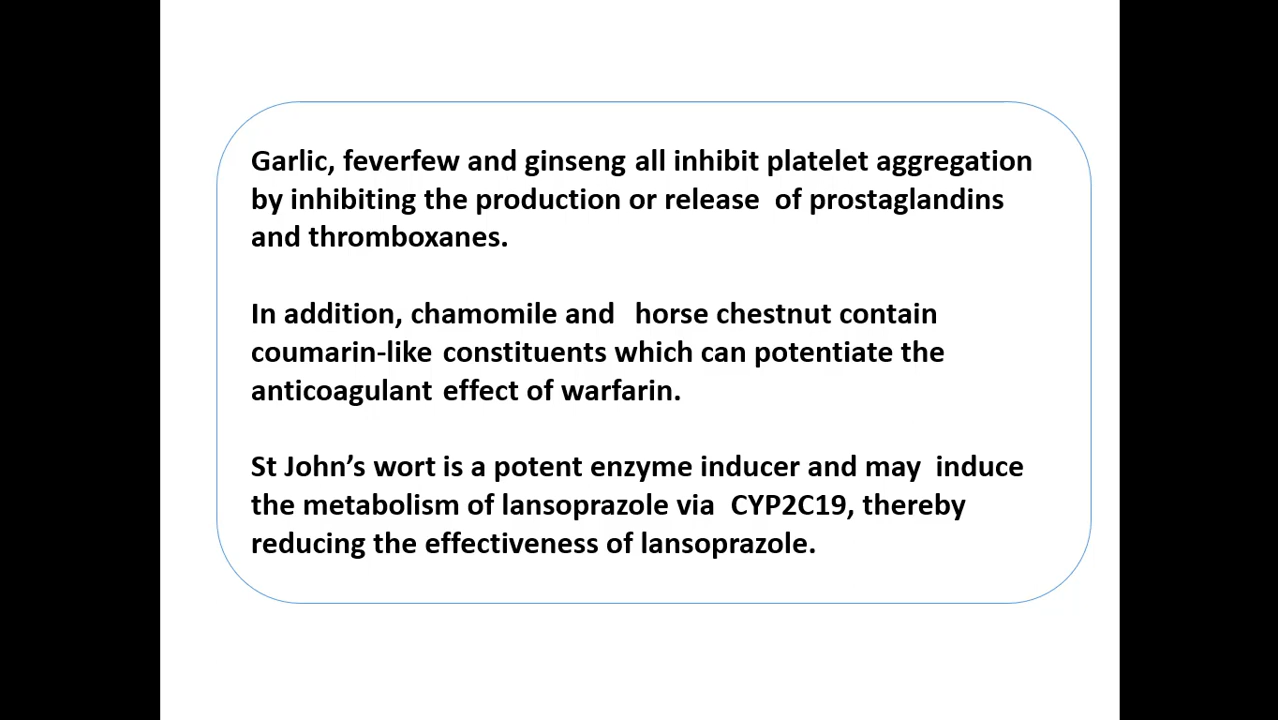 Garlic, feverfew and ginseng all inhibit platelet aggregation
by inhibiting the production or release of prostaglandins
and thromboxanes.
In addition, chamomile and horse chestnut contain
coumarin-like constituents which can potentiate the
anticoagulant effect of warfarin.
St John’s wort is a potent enzyme inducer and may induce
the metabolism of lansoprazole via CYP2C19, thereby
reducing the effectiveness of lansoprazole.